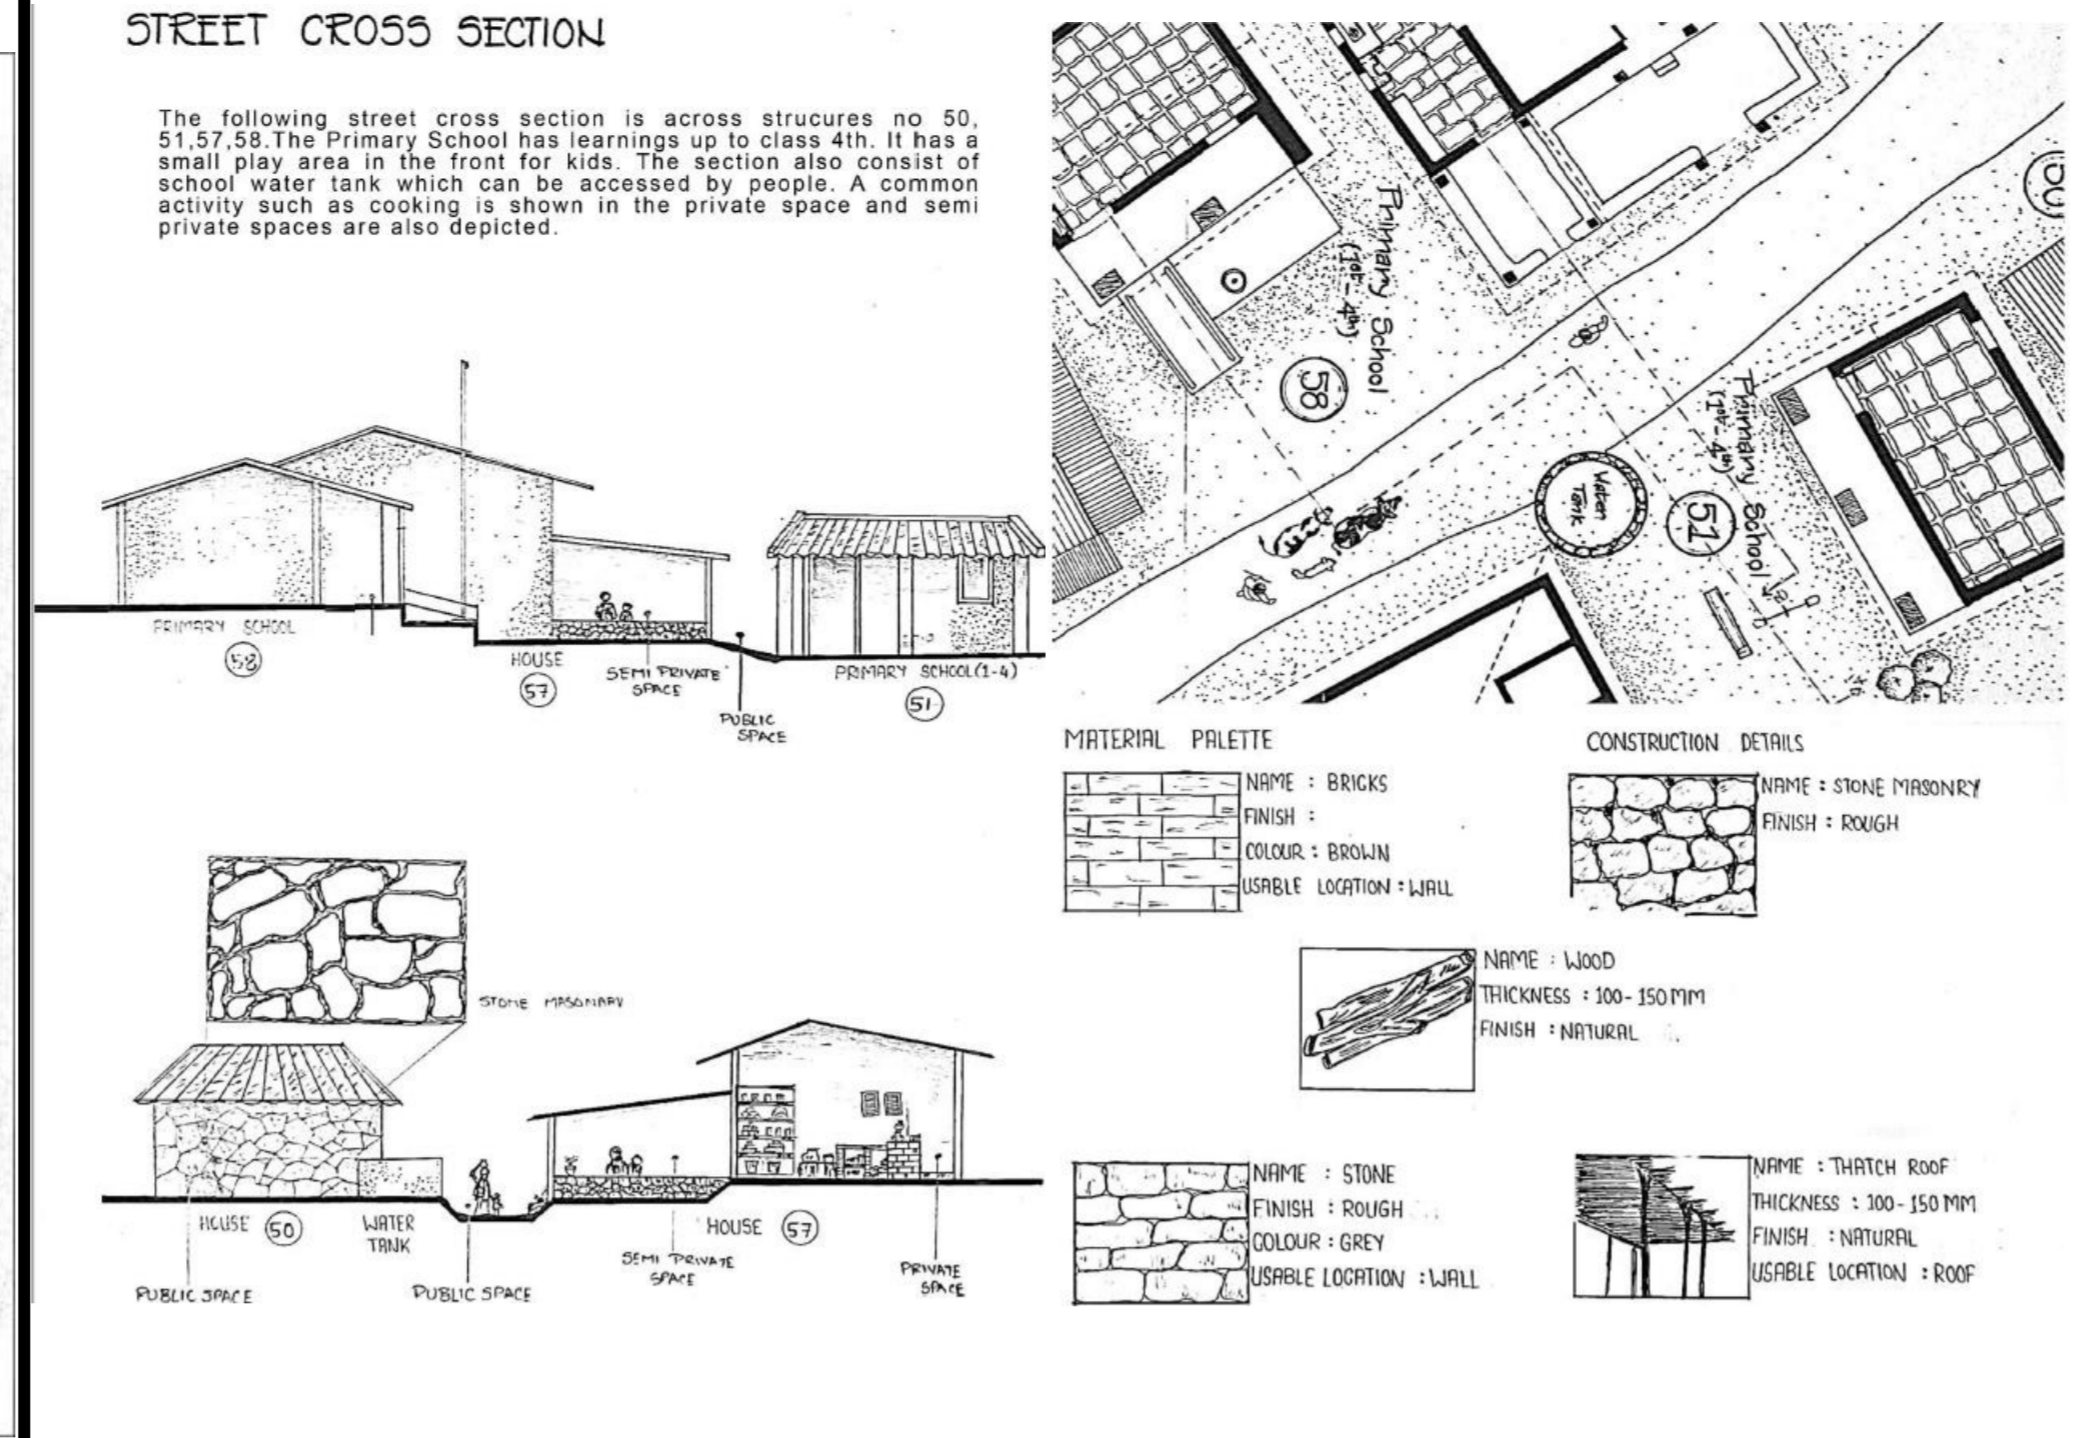 STREET CROSS SECTION
The following street cross section is across strucures no 50,
51,57,58.The Primary School has learnings up to class 4th. It has a
small play area in the front for kids. The section also consist of
school water tank which can be accessed by people. A common
activity such as cooking is shown in the private space and semi
private spaces are also depicted.
PRIMARY SCHOOL
58
HOUSE
57
SEMI PRIVATE
SPACE
PUBLIC
SPACE
PRIMARY SCHOOL(1-4)
51
STONE MASONARY
HOUSE 50
WATER
TANK
HOUSE 57
SEMI PRIVATE
SPACE
PRIVATE
SPACE
PUBLIC SPACE
PUBLIC SPACE
Primary School
(1st - 4th)
58
50
Water
Tank
51
Primary School
(1st - 4th)
MATERIAL PALETTE
NAME : BRICKS
FINISH :
COLOUR : BROWN
USABLE LOCATION : WALL
CONSTRUCTION DETAILS
NAME : STONE MASONRY
FINISH : ROUGH
NAME : WOOD
THICKNESS : 100-150MM
FINISH : NATURAL
NAME : STONE
FINISH : ROUGH
COLOUR : GREY
USABLE LOCATION : WALL
NAME : THATCH ROOF
THICKNESS : 100-150 MM
FINISH : NATURAL
USABLE LOCATION : ROOF